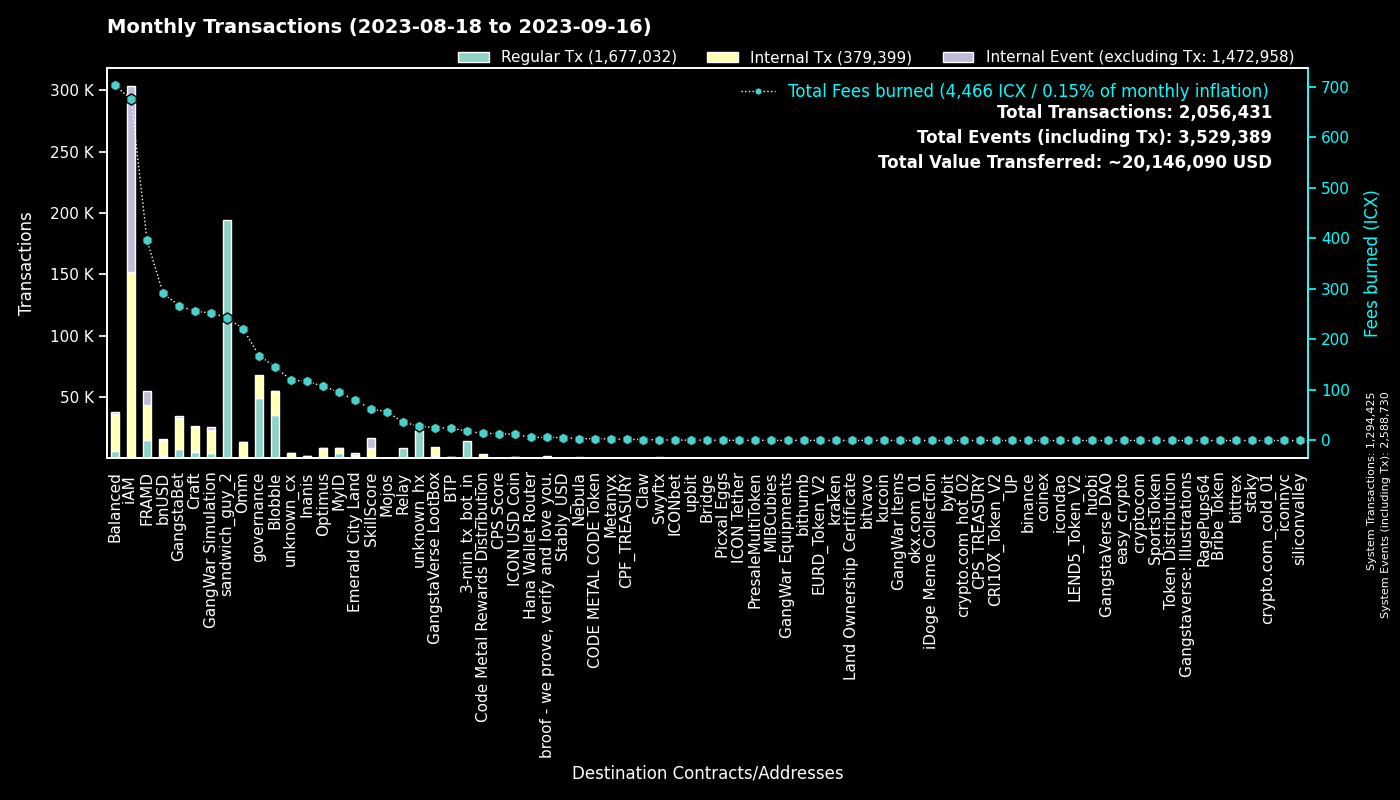 Monthly Transactions (2023-08-18 to 2023-09-16)
Regular Tx (1,677,032)
Internal Tx (379,399)
Internal Event (excluding Tx: 1,472,958)
Total Fees burned (4,466 ICX / 0.15% of monthly inflation)
Total Transactions: 2,056,431
Total Events (including Tx): 3,529,389
Total Value Transferred: ~20,146,090 USD
Transactions
300 K
250 K
200 K
150 K
100 K
50 K
700
600
500
400
300
200
100
0
Fees burned (ICX)
System Transactions: 1,294,425
System Events (including Tx): 2,588,730
Balanced
IAM
FRAMD
bnUSD
GangstaBet
Craft
GangWar Simulation
sandwich_guy_2
Omm
governance
Blobble
unknown_cx
Inanis
Optimus
MyID
Emerald City Land
SkillScore
Mojos
Relay
unknown_hx
GangstaVerse LootBox
BTP
3-min_tx_bot_in
Code Metal Rewards Distribution
CPS Score
ICON USD Coin
Hana Wallet Router
broof - we prove, verify and love you.
Stably_USD
Nebula
CODE METAL CODE Token
Metanyx
CPF_TREASURY
Claw
Swyftx
ICONbet
upbit
Bridge
Picxal Eggs
ICON Tether
PresaleMultiToken
MIBCubies
GangWar Equipments
bithumb
EURD_Token_V2
kraken
Land Ownership Certificate
bitvavo
kucoin
GangWar Items
okx.com_01
iDoge Meme Collection
bybit
crypto.com_hot_02
CPS_TREASURY
CRI10X_Token_V2
UP
binance
coinex
icondao
LEND5_Token_V2
huobi
GangstaVerse DAO
easy_crypto
cryptocom
SportsToken
Token Distribution
Gangstaverse: Illustrations
RagePups64
Bribe Token
bittrex
staky
crypto.com_cold_01
iconnyc
siliconvalley
Destination Contracts/Addresses